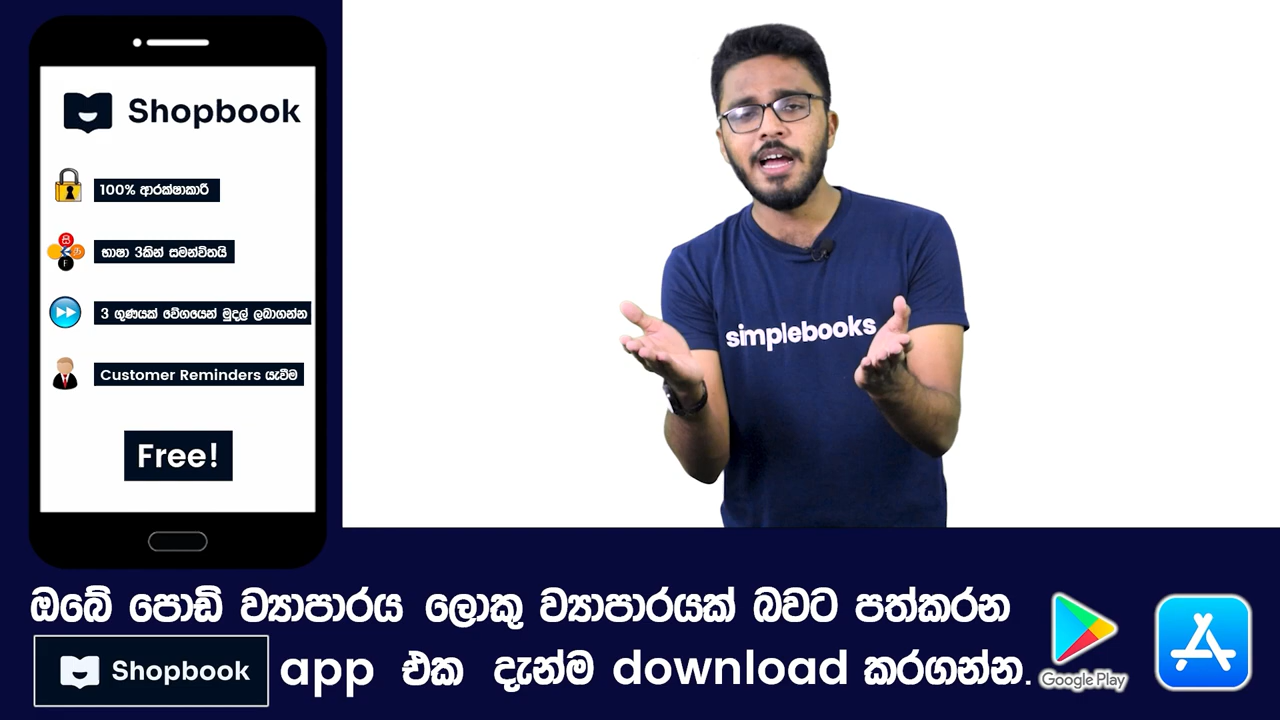 Shopbook
100% ආරක්ෂාකාරී
භාෂා 3කින් සමන්විතයි
3 ගුණයක් වේගයෙන් මුදල් ලබාගන්න
Customer Reminders යැවීම
Free!
simplebooks
ඔබේ පොඩි ව්‍යාපාරය ලොකු ව්‍යාපාරයක් බවට පත්කරන
Shopbook app එක දැන්ම download කරගන්න.
Google Play